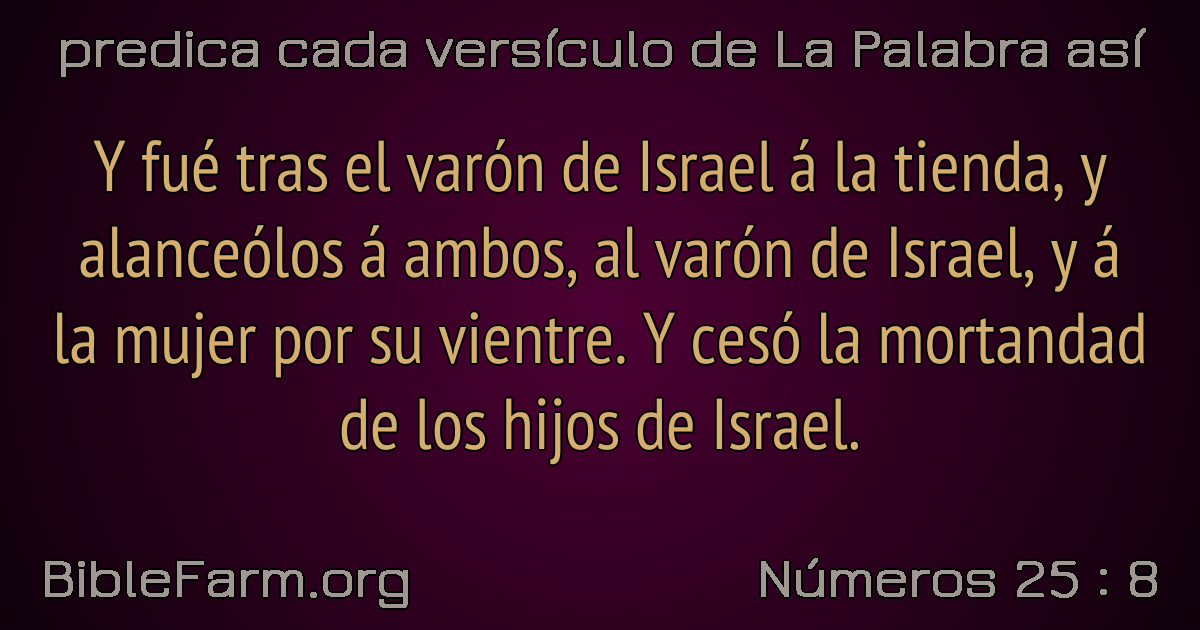 predica cada versículo de La Palabra así
Y fué tras el varón de Israel á la tienda, y
alanceólos á ambos, al varón de Israel, y á
la mujer por su vientre. Y cesó la mortandad
de los hijos de Israel.
BibleFarm.org
Números 25 : 8